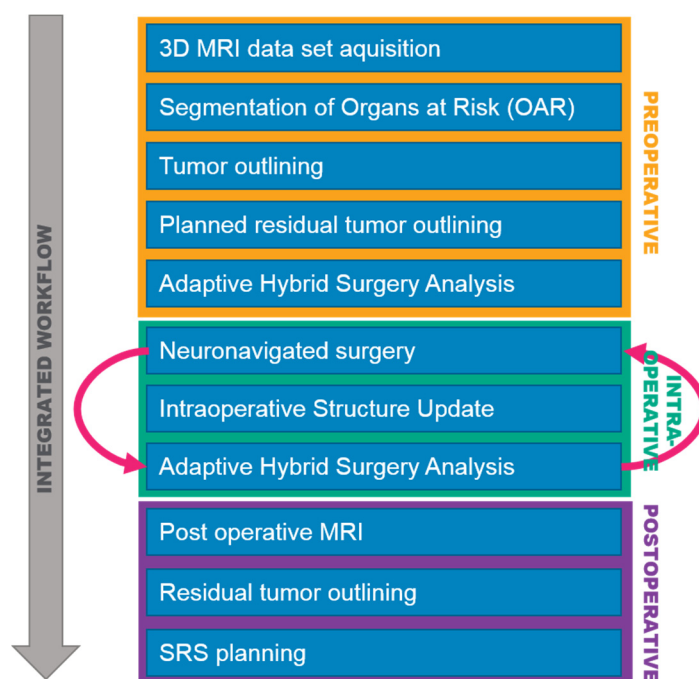 INTEGRATED WORKFLOW
3D MRI data set aquisition
Segmentation of Organs at Risk (OAR)
Tumor outlining
Planned residual tumor outlining
Adaptive Hybrid Surgery Analysis
PREOPERATIVE
Neuronavigated surgery
Intraoperative Structure Update
Adaptive Hybrid Surgery Analysis
INTRA-
OPERATIVE
Post operative MRI
Residual tumor outlining
SRS planning
POSTOPERATIVE